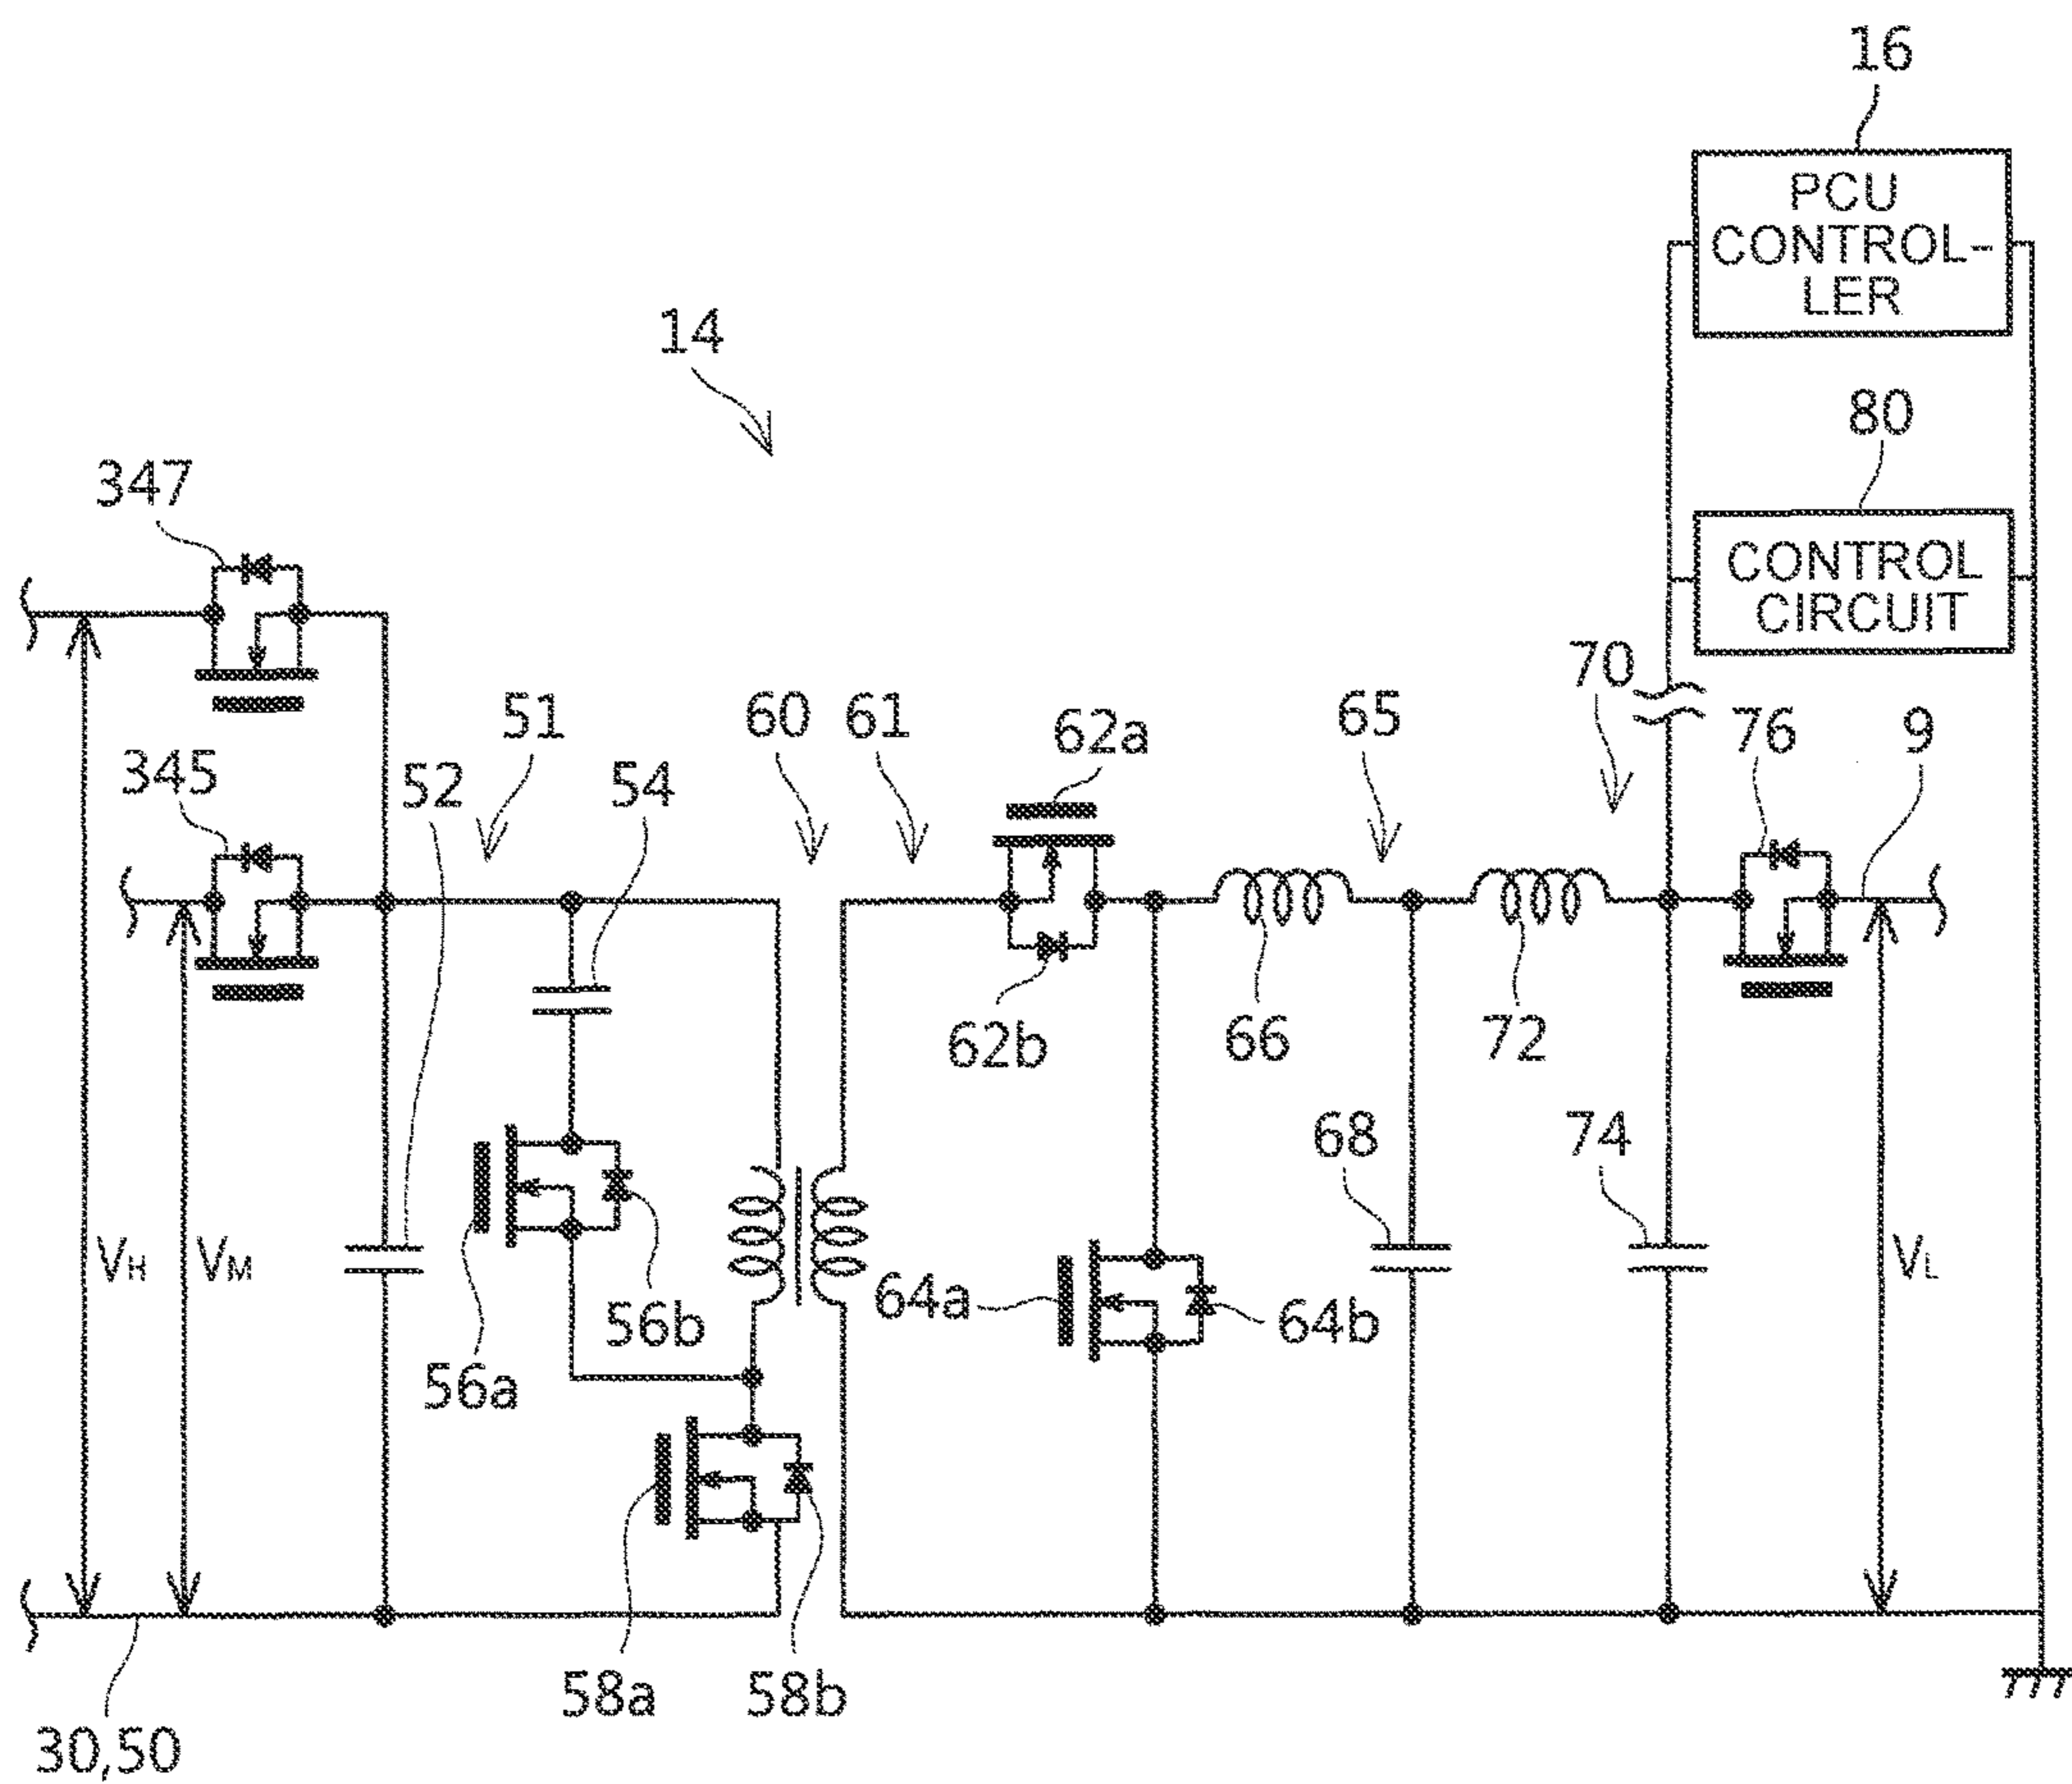 16
PCU
CONTROL-
LER
14
80
347
CONTROL
CIRCUIT
70
51
60
61
62a
65
76
9
345
52
54
62b
66
72
68
74
VH
VM
VL
56b
64a
64b
56a
58a
58b
30,50